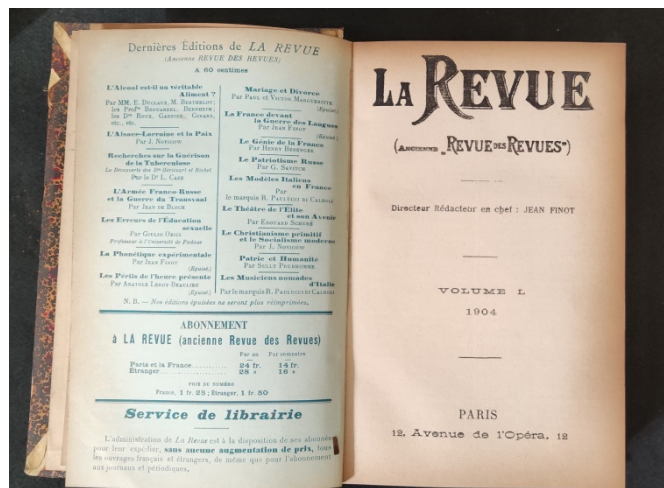 Dernières Éditions de LA REVUE
(Ancienne REVUE DES REVUES)
A 60 centimes
L'Alcool est-il un véritable
Aliment ?
Par MM. E. Duclaux, M. Berthelot;
les Profrs Brouardel, Bernheim;
les Drs Roux, Garnier,
etc., etc.
L'Alsace-Lorraine et la Paix
Par J. Novicow
Recherches sur la Guérison
de la Tuberculose
La Découverte des Drs Héricourt et Richet
Par le Dr L. Caze
L'Armée Franco-Russe
et la Guerre du Transvaal
Par Jean de Bloch
Les Erreurs de l'Éducation
sexuelle
Par Giulio Obici
Professeur à l'Université de Padoue
La Phonétique expérimentale
Par Jean Finot
(Épuisé.)
Les Périls de l'heure présente
Par Anatole Leroy-Beaulieu
(Épuisé.)
Mariage et Divorce
Par Paul et Victor Margueritte
(Épuisé.)
La France devant
la Guerre des Langues
Par Jean Finot
(Épuisé.)
Le Génie de la France
Par Henry Bérenger
Le Patriotisme Russe
Par G. Savitch
Les Modèles Italiens
en France
Par
le marquis R. Paulucci di Calboli
Le Théâtre de l'Élite
et son Avenir
Par Edouard Schuré
Le Christianisme primitif
et le Socialisme moderne
Par J. Novicow
Patrie et Humanité
Par Sully Prudhomme
Les Musiciens nomades
d'Italie
Par le marquis R. Paulucci di Calboli
N. B. — Nos éditions épuisées ne seront plus réimprimées.
ABONNEMENT
à LA REVUE (ancienne Revue des Revues)
Par an Par semestre
Paris et la France 24 fr. 14 fr.
Etranger 28 » 16 »
PRIX DU NUMÉRO
France, 1 fr. 25 ; Etranger, 1 fr. 50
Service de librairie
L'administration de La Revue est à la disposition de ses abonnés
pour leur expédier, sans aucune augmentation de prix, tous
les ouvrages français et étrangers, de même que pour l'abonnement
aux journaux et périodiques.
LA REVUE
(ANCIENNE „REVUE DES REVUES")
Directeur Rédacteur en chef : JEAN FINOT
VOLUME L
1904
PARIS
12, Avenue de l'Opéra, 12